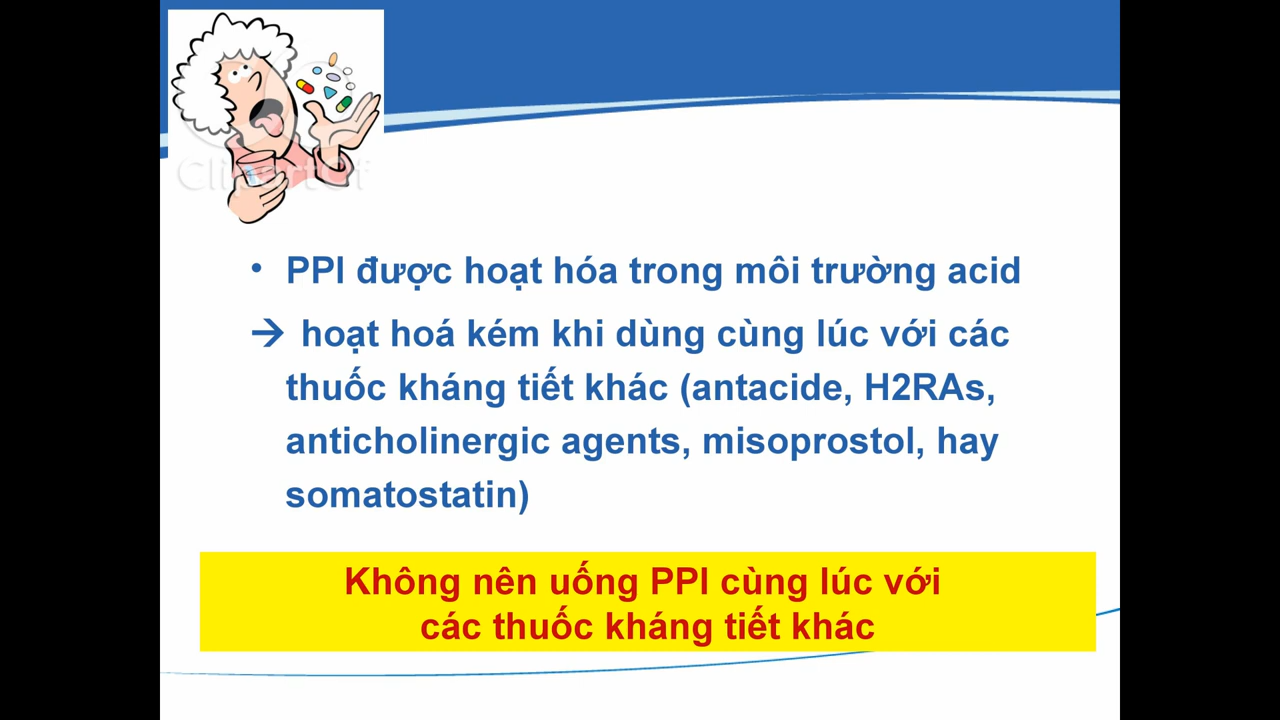 ClipartOf
• PPI được hoạt hóa trong môi trường acid
→ hoạt hoá kém khi dùng cùng lúc với các
thuốc kháng tiết khác (antacide, H2RAs,
anticholinergic agents, misoprostol, hay
somatostatin)
Không nên uống PPI cùng lúc với
các thuốc kháng tiết khác